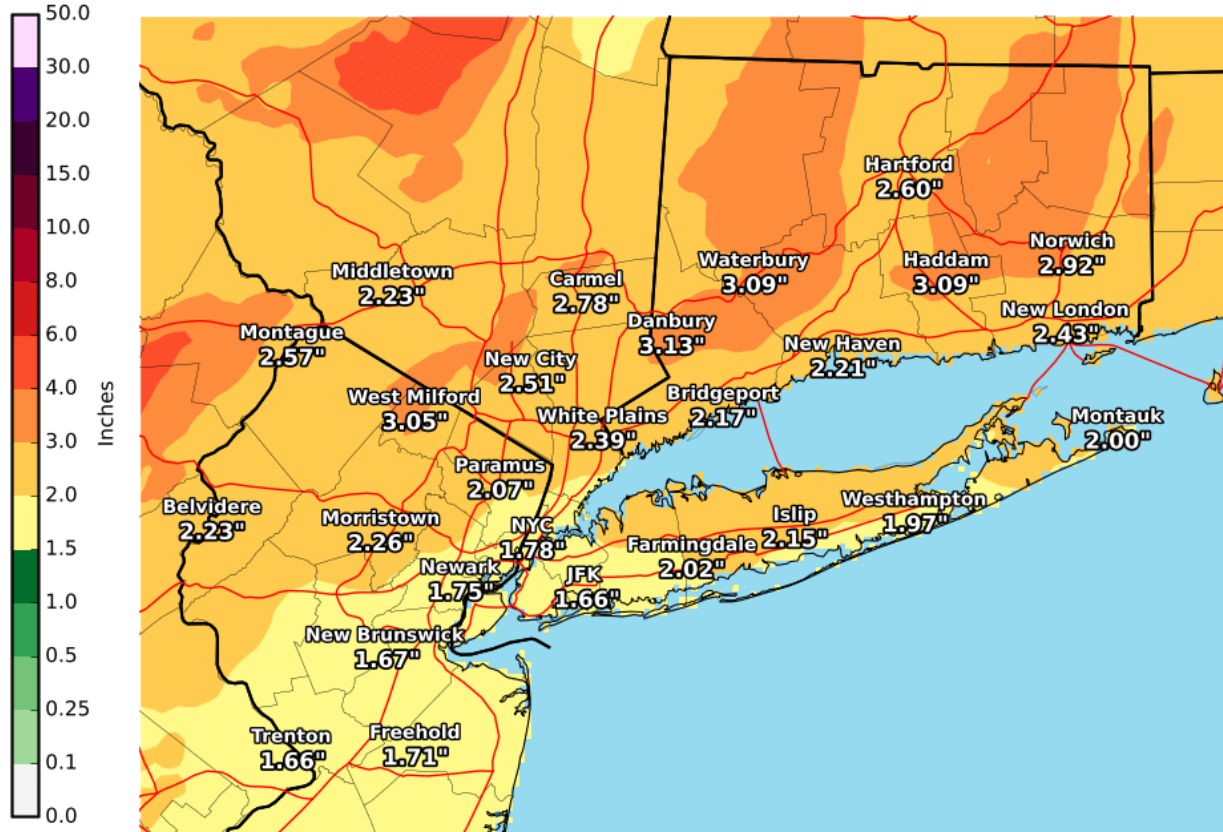 50.0
30.0
20.0
15.0
10.0
8.0
6.0
4.0
3.0
2.0
1.5
1.0
0.5
0.25
0.1
0.0
Inches
Hartford
2.60"
Norwich
2.92"
Waterbury
3.09"
Haddam
3.09"
Middletown
2.23"
Carmel
2.78"
New London
2.43"
Danbury
3.13"
Montague
2.57"
New Haven
2.21"
New City
2.51"
Bridgeport
2.17"
West Milford
3.05"
White Plains
2.39"
Montauk
2.00"
Paramus
2.07"
Belvidere
2.23"
Westhampton
1.97"
Morristown
2.26"
NYC
1.78"
Islip
2.15"
Farmingdale
2.02"
Newark
1.75"
JFK
1.66"
New Brunswick
1.67"
Trenton
1.66"
Freehold
1.71"